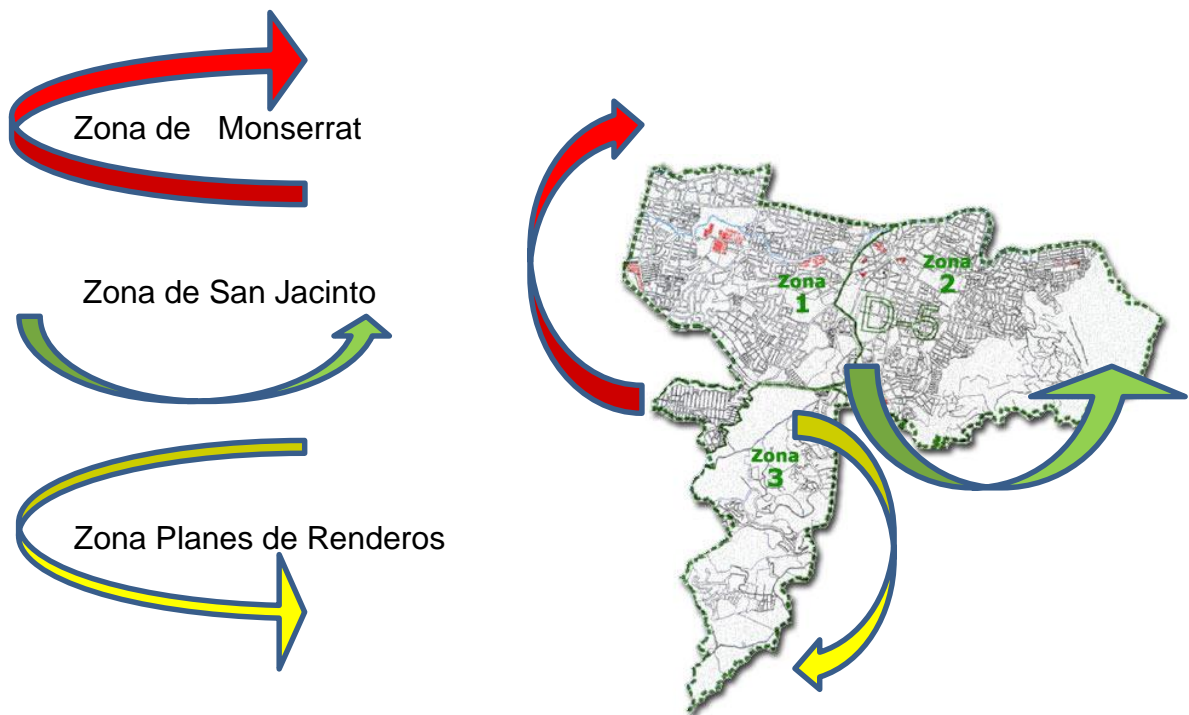 Zona de Monserrat
Zona de San Jacinto
Zona Planes de Renderos
Zona
1
Zona
2
D-5
Zona
3